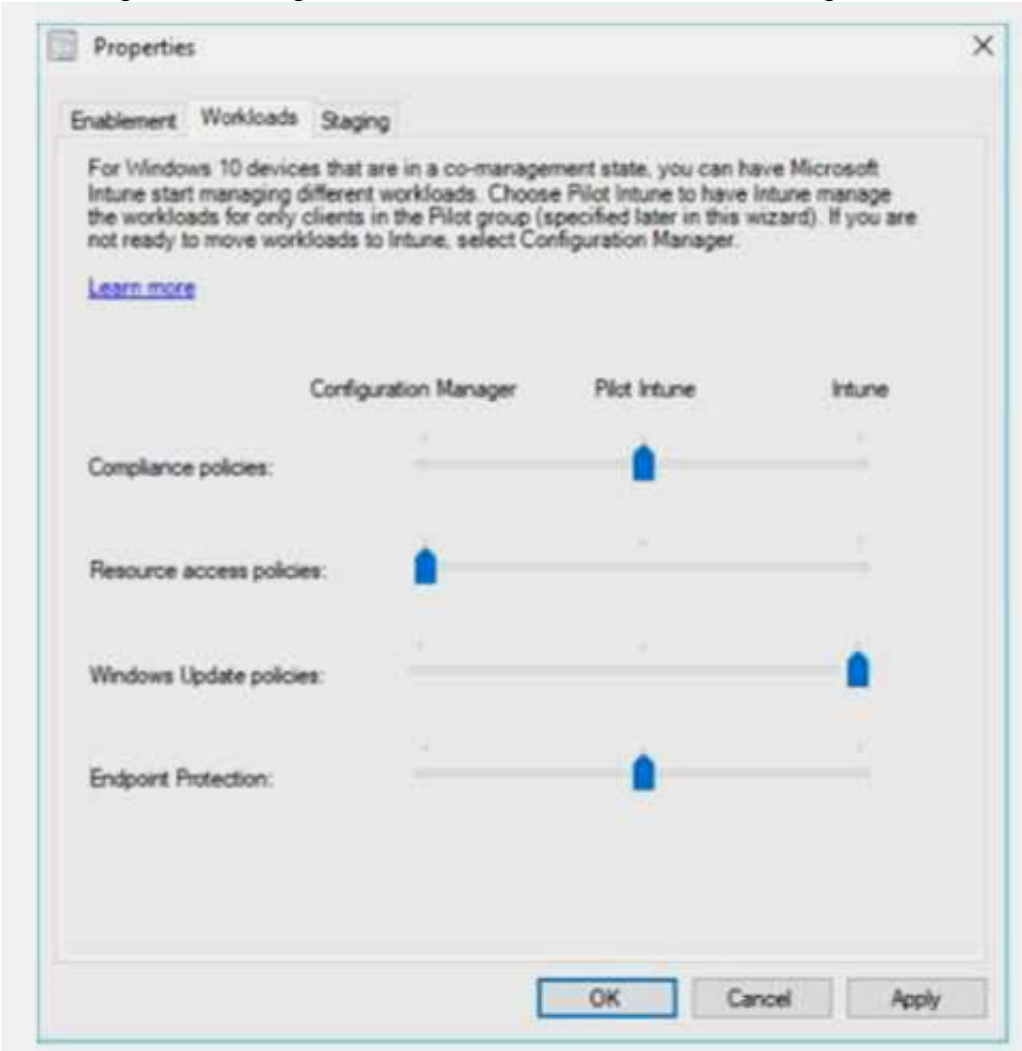 Properties
Enablement Workloads Staging
For Windows 10 devices that are in a co-management state, you can have Microsoft
Intune start managing different workloads. Choose Pilot Intune to have Intune manage
the workloads for only clients in the Pilot group (specified later in this wizard). If you are
not ready to move workloads to Intune, select Configuration Manager.
Learn more
Configuration Manager Pilot Intune Intune
Compliance policies:
Resource access policies:
Windows Update policies:
Endpoint Protection:
OK Cancel Apply